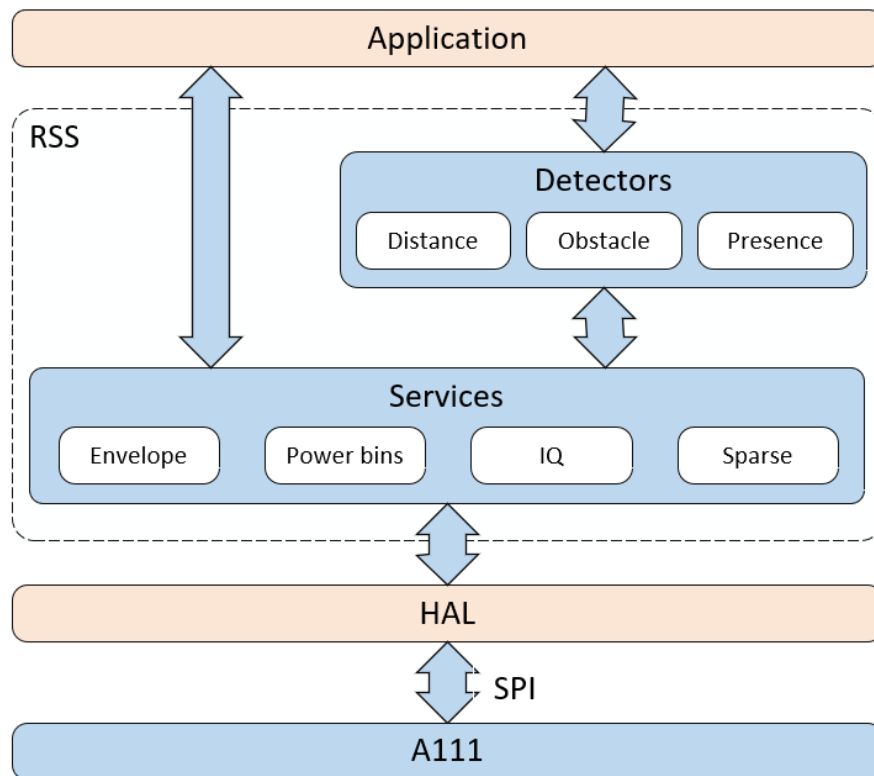 Application
RSS
Detectors
Distance
Obstacle
Presence
Services
Envelope
Power bins
IQ
Sparse
HAL
SPI
A111